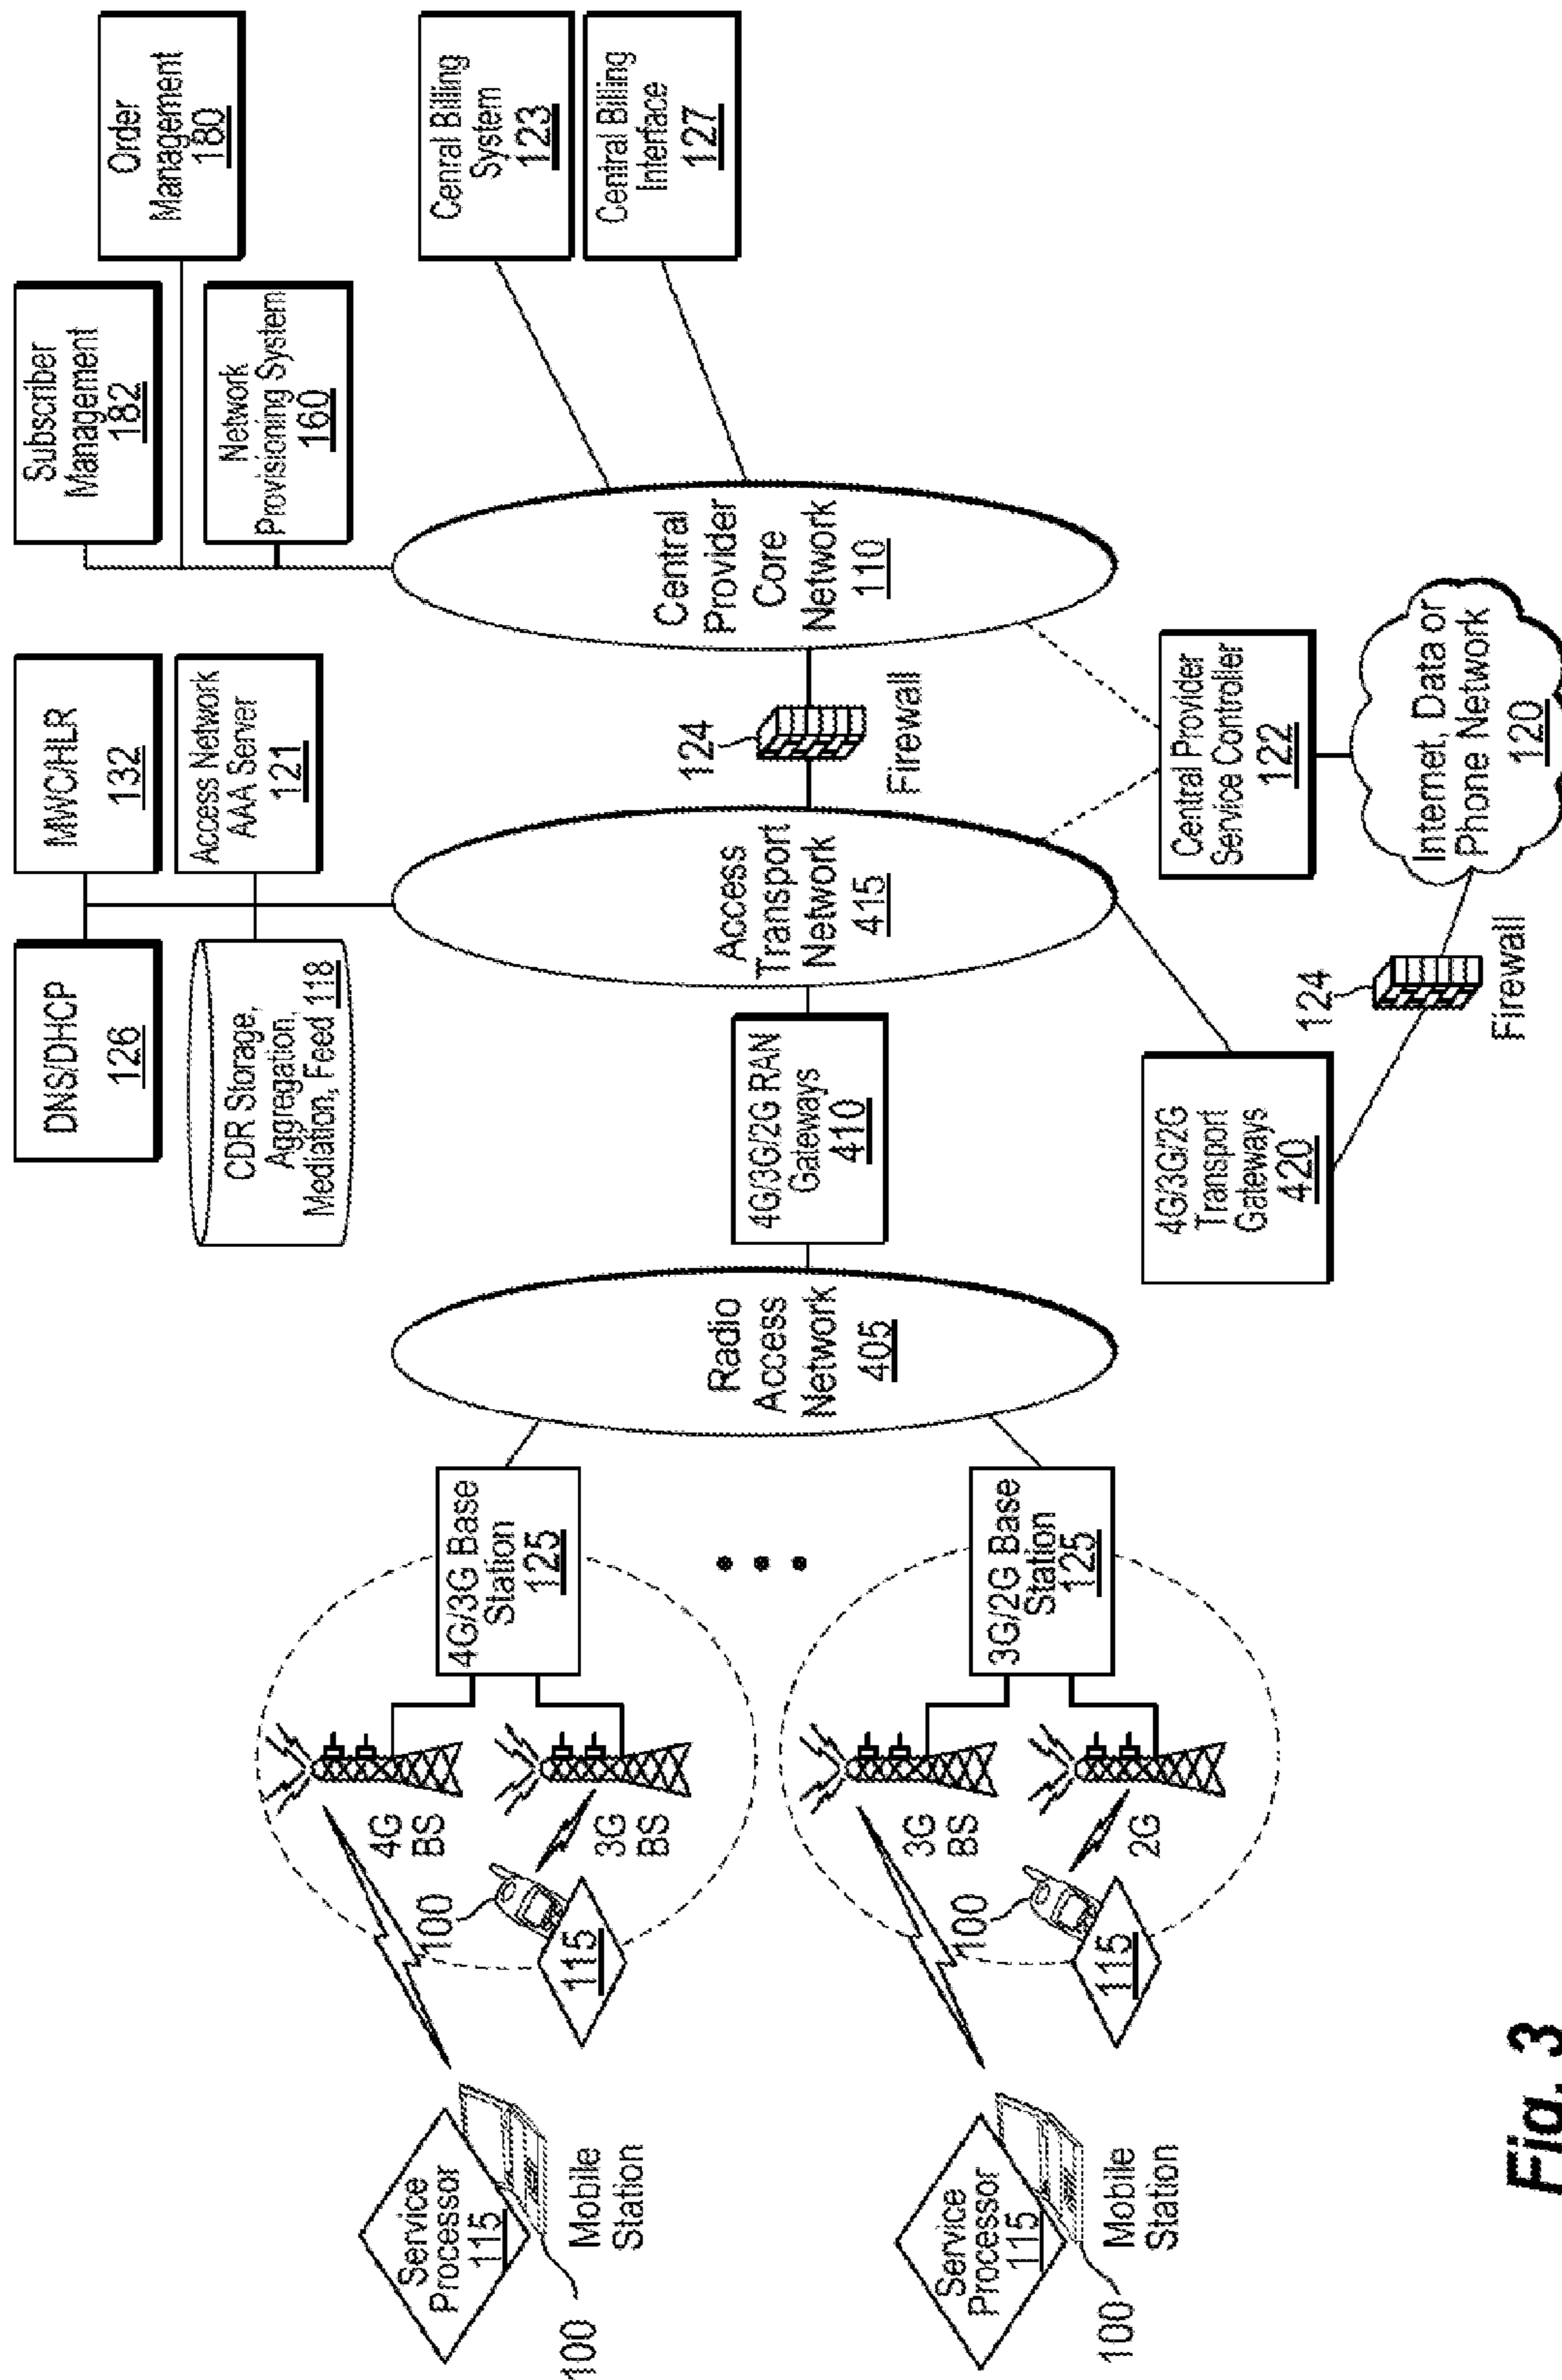 Subscriber
Management
182
Order
Management
180
Network
Provisioning System
160
MWC/HLR
132
Access Network
AAA Server
121
DNS/DHCP
126
CDR Storage,
Aggregation,
Mediation, Feed 118
Cenral Billing
System
123
Central Billing
Interface
127
Central
Provider
Core
Network
110
124
Firewall
Access
Transport
Network
415
4G/3G/2G RAN
Gateways
410
Radio
Access
Network
405
4G/3G Base
Station
125
4G
BS
3G
BS
100
115
Service
Processor
115
100
Mobile
Station
3G/2G Base
Station
125
3G
BS
2G
100
115
Service
Processor
115
100
Mobile
Station
Central Provider
Service Controller
122
4G/3G/2G
Transport
Gateways
420
124
Firewall
Internet, Data or
Phone Network
120
Fig. 3